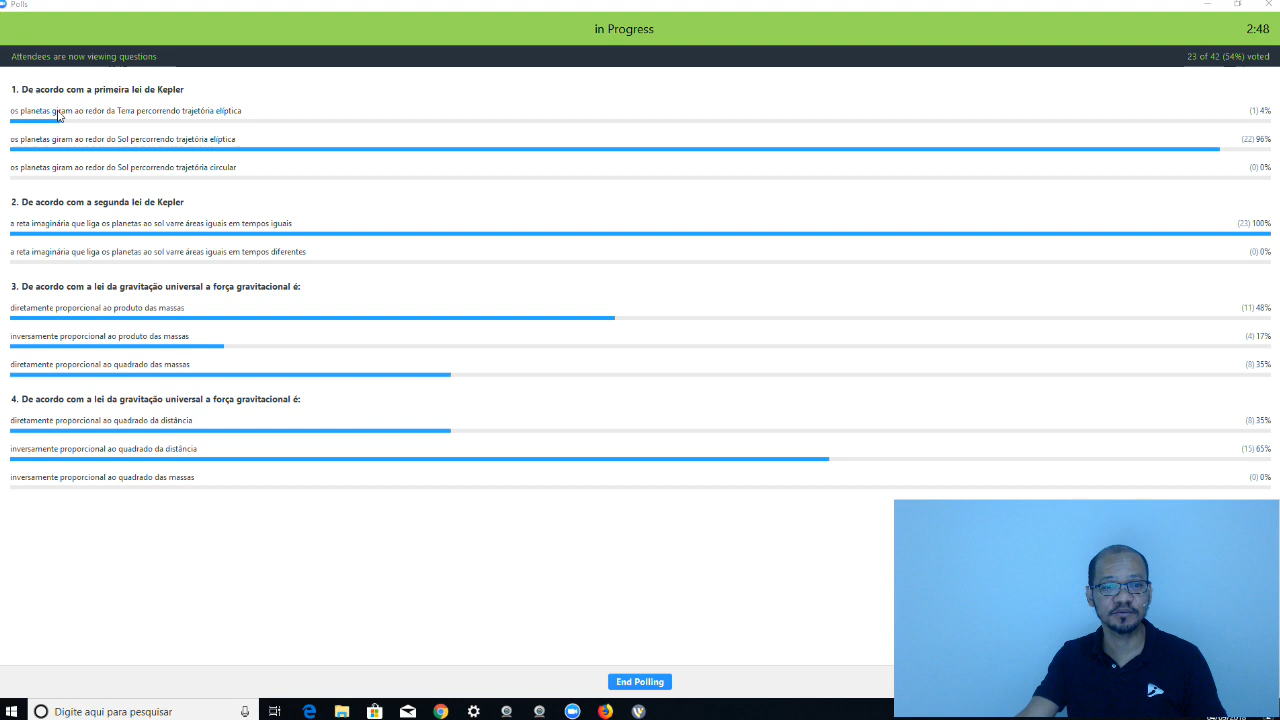 Polls
in Progress
2:48
Attendees are now viewing questions
23 of 42 (54%) voted
1. De acordo com a primeira lei de Kepler
os planetas giram ao redor da Terra percorrendo trajetória elíptica
(1) 4%
os planetas giram ao redor do Sol percorrendo trajetória elíptica
(22) 96%
os planetas giram ao redor do Sol percorrendo trajetória circular
(0) 0%
2. De acordo com a segunda lei de Kepler
a reta imaginária que liga os planetas ao sol varre áreas iguais em tempos iguais
(23) 100%
a reta imaginária que liga os planetas ao sol varre áreas iguais em tempos diferentes
(0) 0%
3. De acordo com a lei da gravitação universal a força gravitacional é:
diretamente proporcional ao produto das massas
(11) 48%
inversamente proporcional ao produto das massas
(4) 17%
diretamente proporcional ao quadrado das massas
(8) 35%
4. De acordo com a lei da gravitação universal a força gravitacional é:
diretamente proporcional ao quadrado da distância
(8) 35%
inversamente proporcional ao quadrado da distância
(15) 65%
inversamente proporcional ao quadrado das massas
(0) 0%
End Polling
Digite aqui para pesquisar